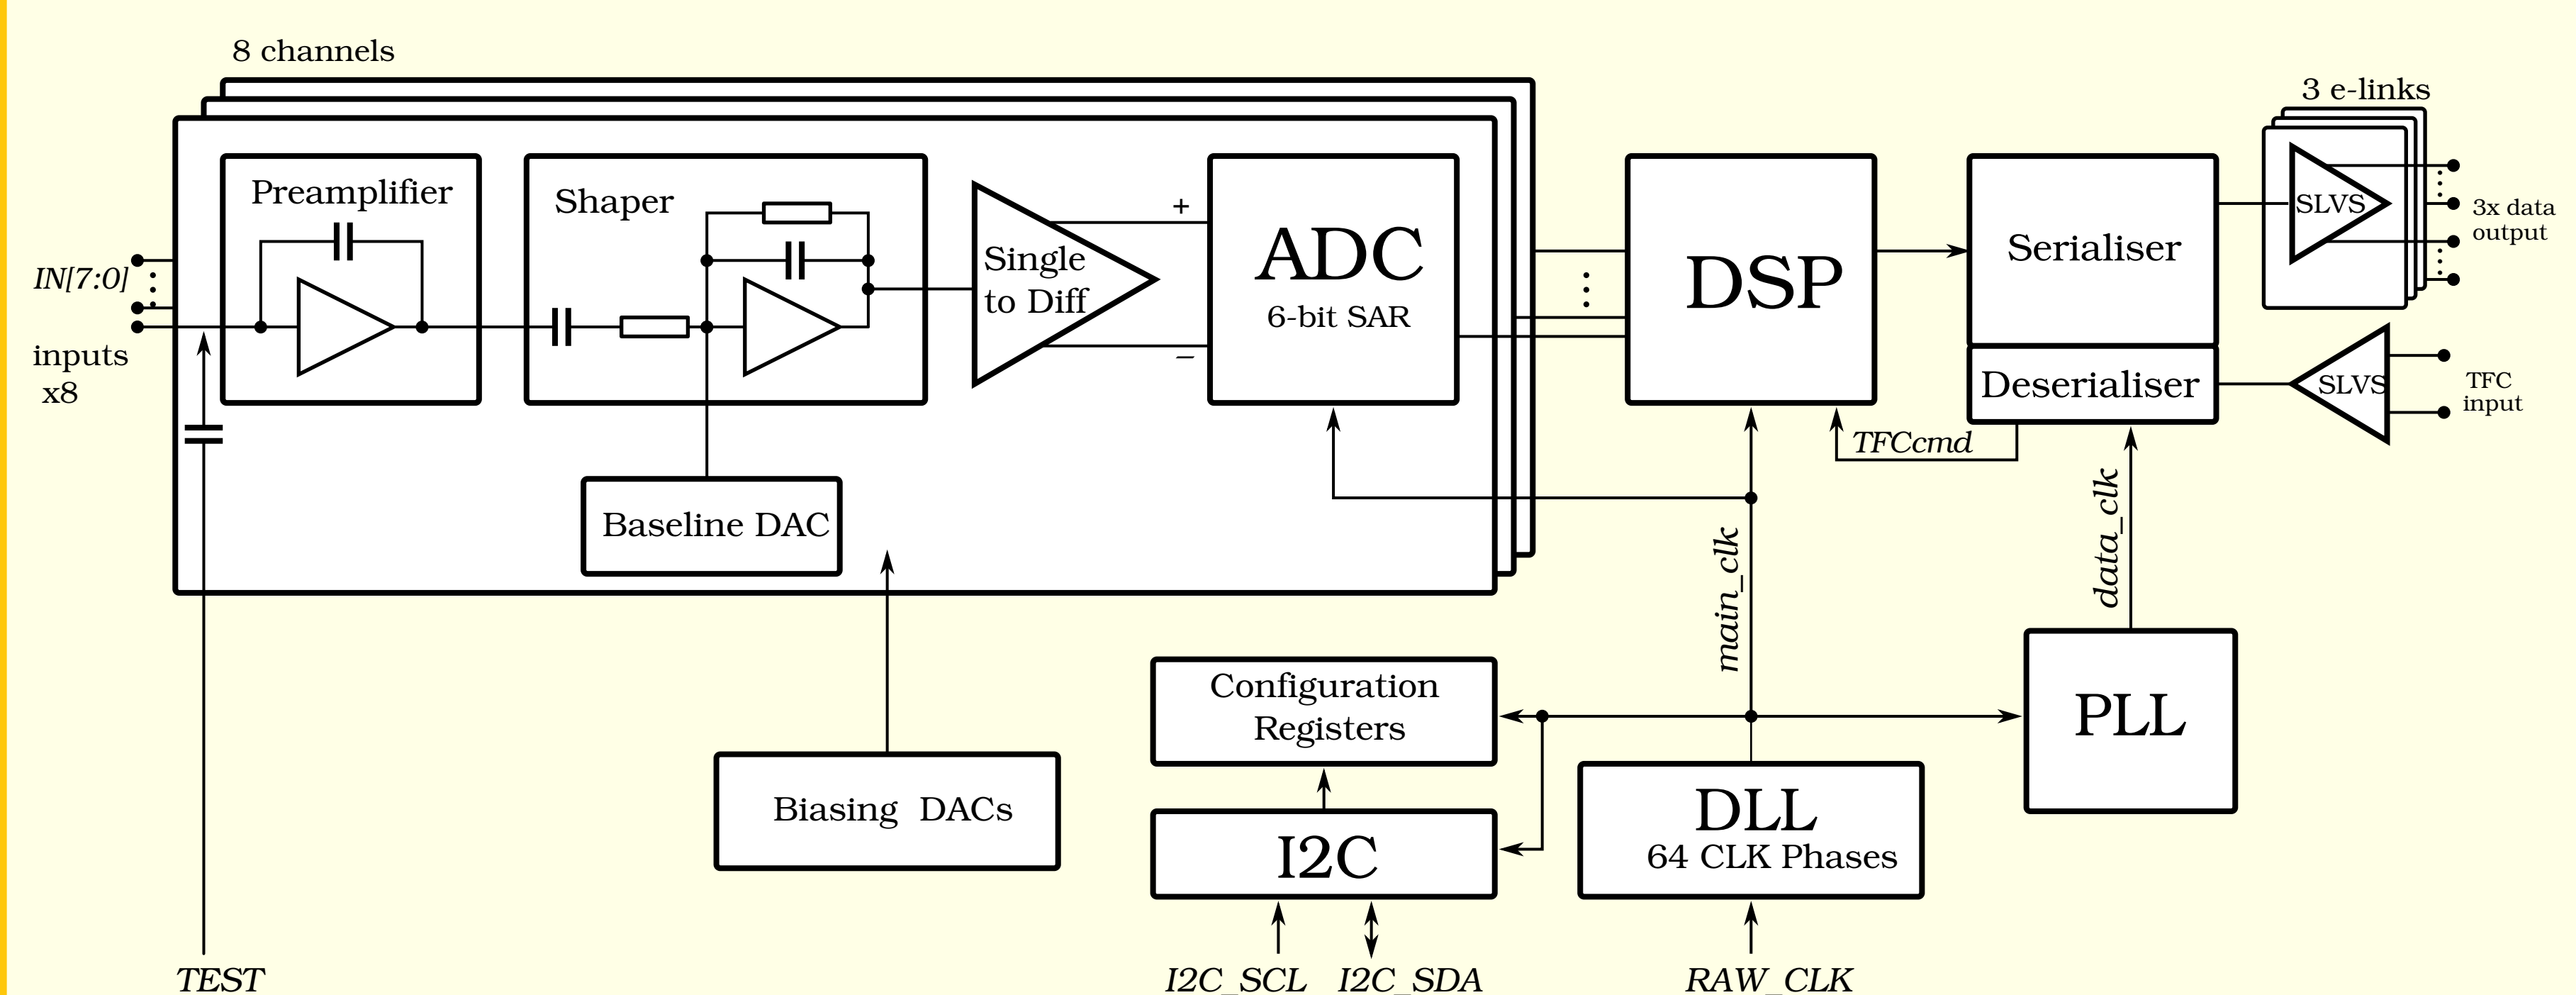 8 channels
3 e-links
Preamplifier
Shaper
+
Single
to Diff
–
ADC
6-bit SAR
DSP
Serialiser
SLVS
3x data
output
IN[7:0]
inputs
x8
Deserialiser
SLVS
TFC
input
TFCcmd
Baseline DAC
main_clk
data_clk
Configuration
Registers
PLL
Biasing DACs
I2C
DLL
64 CLK Phases
TEST
I2C_SCL
I2C_SDA
RAW_CLK